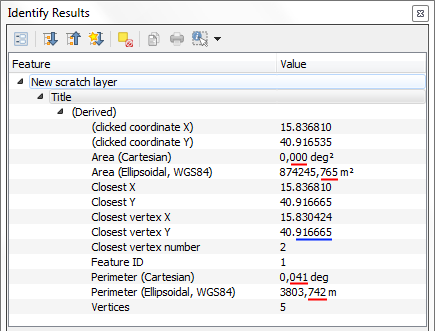 Identify Results
Feature Value
New scratch layer
Title
(Derived)
(clicked coordinate X) 15.836810
(clicked coordinate Y) 40.916535
Area (Cartesian) 0,000 deg²
Area (Ellipsoidal, WGS84) 874245,765 m²
Closest X 15.836810
Closest Y 40.916665
Closest vertex X 15.830424
Closest vertex Y 40.916665
Closest vertex number 2
Feature ID 1
Perimeter (Cartesian) 0,041 deg
Perimeter (Ellipsoidal, WGS84) 3803,742 m
Vertices 5